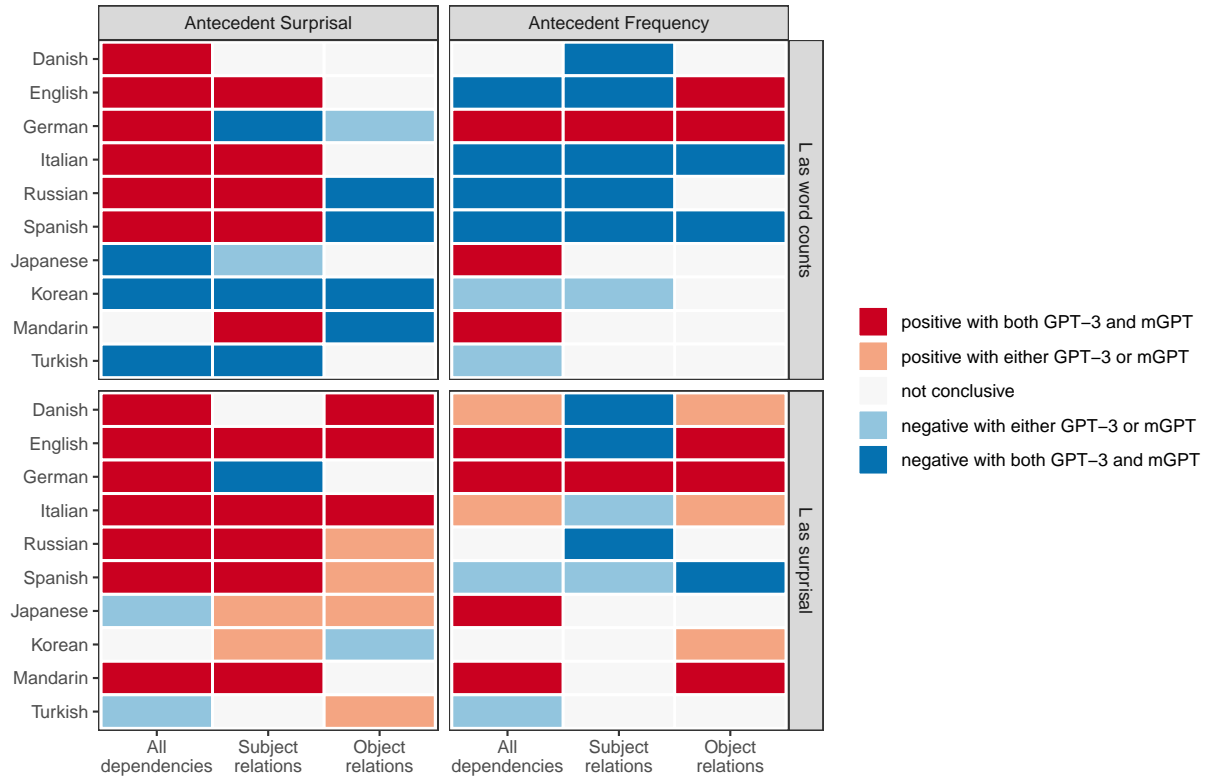 Antecedent Surprisal
Antecedent Frequency
Danish
English
German
Italian
Russian
Spanish
Japanese
Korean
Mandarin
Turkish
L as word counts
Danish
English
German
Italian
Russian
Spanish
Japanese
Korean
Mandarin
Turkish
L as surprisal
All
dependencies
Subject
relations
Object
relations
All
dependencies
Subject
relations
Object
relations
positive with both GPT−3 and mGPT
positive with either GPT−3 or mGPT
not conclusive
negative with either GPT−3 or mGPT
negative with both GPT−3 and mGPT